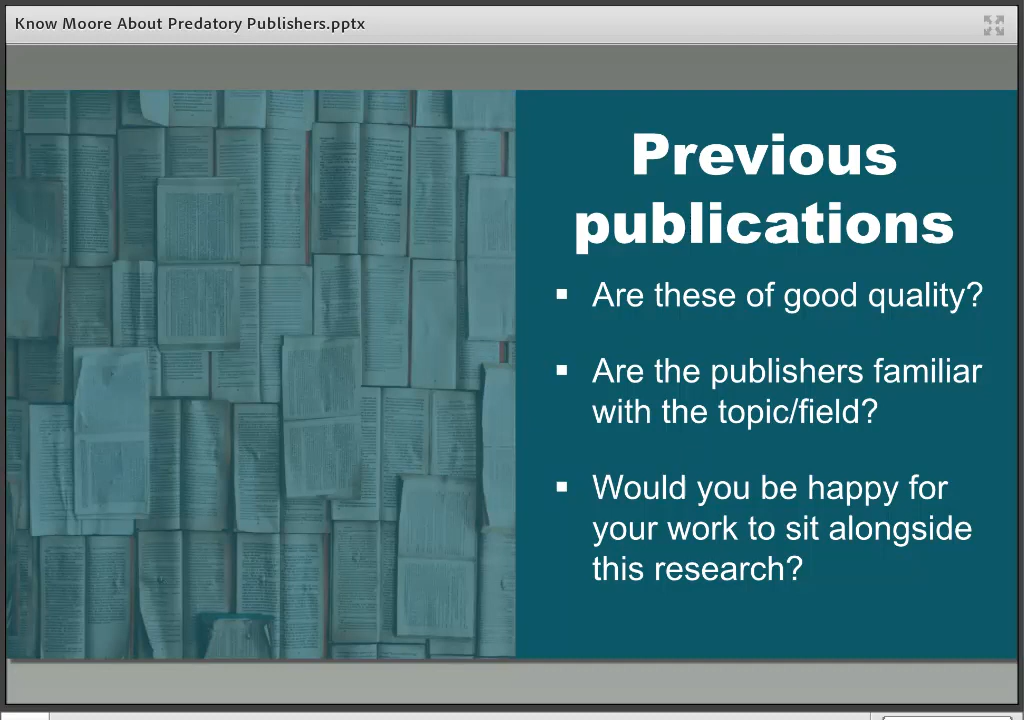 Know Moore About Predatory Publishers.pptx
Previous
publications
▪ Are these of good quality?
▪ Are the publishers familiar
with the topic/field?
▪ Would you be happy for
your work to sit alongside
this research?